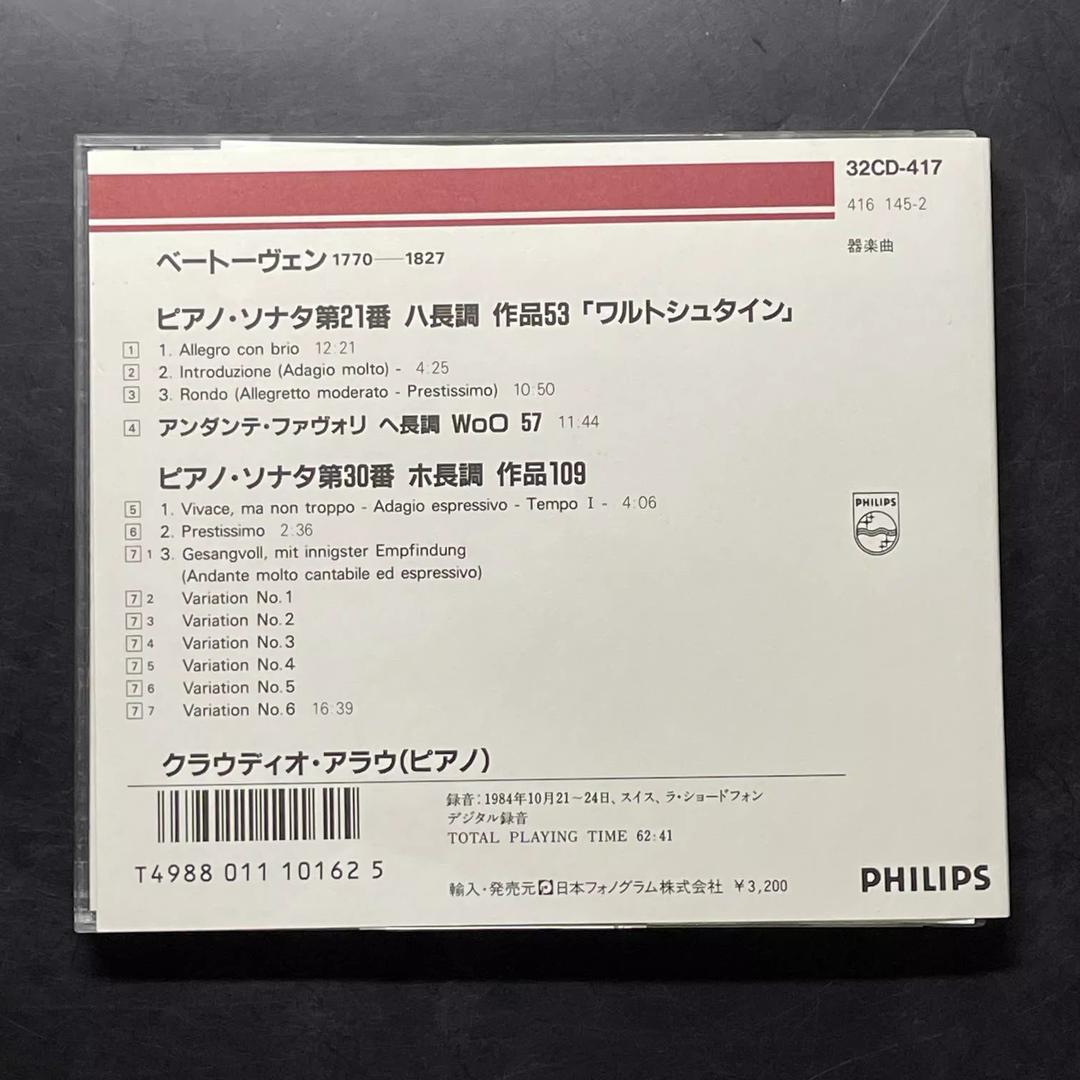 32CD-417
416 145-2
器楽曲
ベートーヴェン 1770──1827
ピアノ・ソナタ第21番 ハ長調 作品53「ワルトシュタイン」
1 1. Allegro con brio 12:21
2 2. Introduzione (Adagio molto) - 4:25
3 3. Rondo (Allegretto moderato - Prestissimo) 10:50
4 アンダンテ・ファヴォリ ヘ長調 WoO 57 11:44
ピアノ・ソナタ第30番 ホ長調 作品109
5 1. Vivace, ma non troppo - Adagio espressivo - Tempo I - 4:06
6 2. Prestissimo 2:36
7 1 3. Gesangvoll, mit innigster Empfindung
(Andante molto cantabile ed espressivo)
7 2 Variation No.1
7 3 Variation No.2
7 4 Variation No.3
7 5 Variation No.4
7 6 Variation No.5
7 7 Variation No.6 16:39
PHILIPS
クラウディオ・アラウ(ピアノ)
録音:1984年10月21~24日、スイス、ラ・ショードフォン
デジタル録音
TOTAL PLAYING TIME 62:41
T4988 011 10162 5
輸入・発売元 日本フォノグラム株式会社 ¥3,200
PHILIPS